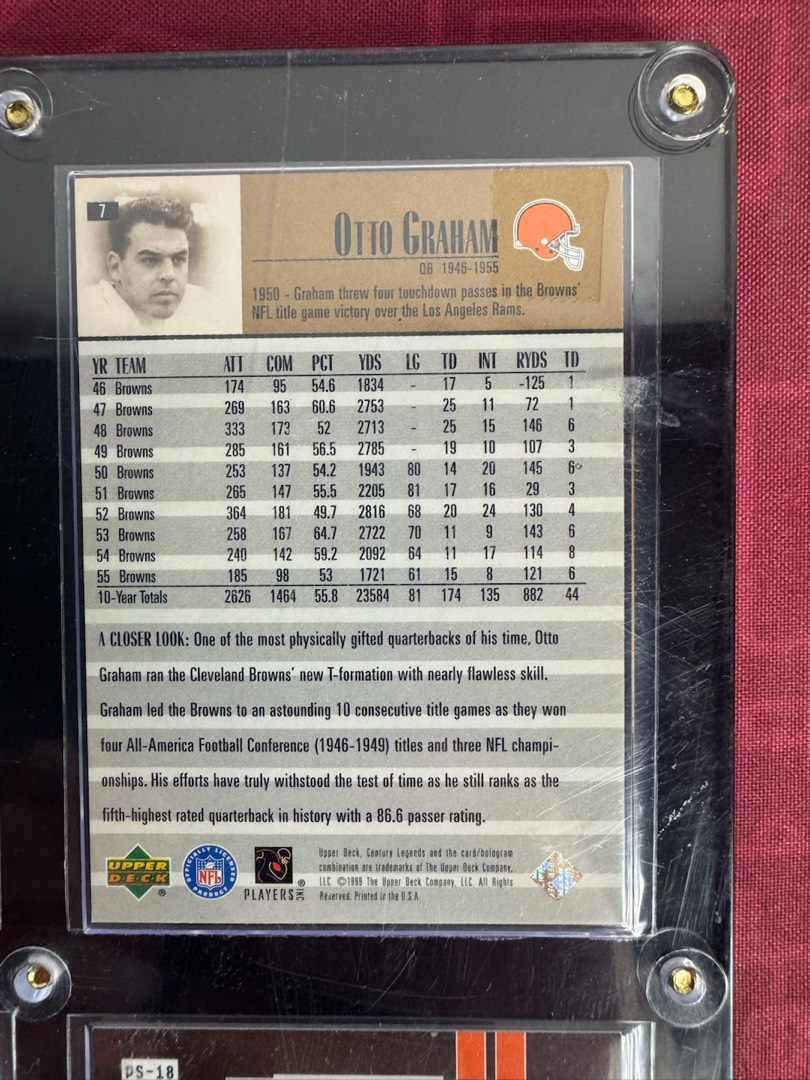 7
OTTO GRAHAM
QB 1946-1955
1950 - Graham threw four touchdown passes in the Browns'
NFL title game victory over the Los Angeles Rams.
YR TEAM ATT COM PCT YDS LG TD INT RYDS TD
46 Browns 174 95 54.6 1834 - 17 5 -125 1
47 Browns 269 163 60.6 2753 - 25 11 72 1
48 Browns 333 173 52 2713 - 25 15 146 6
49 Browns 285 161 56.5 2785 - 19 10 107 3
50 Browns 253 137 54.2 1943 80 14 20 145 6
51 Browns 265 147 55.5 2205 81 17 16 29 3
52 Browns 364 181 49.7 2816 68 20 24 130 4
53 Browns 258 167 64.7 2722 70 11 9 143 6
54 Browns 240 142 59.2 2092 64 11 17 114 8
55 Browns 185 98 53 1721 61 15 8 121 6
10-Year Totals 2626 1464 55.8 23584 81 174 135 882 44
A CLOSER LOOK: One of the most physically gifted quarterbacks of his time, Otto
Graham ran the Cleveland Browns' new T-formation with nearly flawless skill.
Graham led the Browns to an astounding 10 consecutive title games as they won
four All-America Football Conference (1946-1949) titles and three NFL champi-
onships. His efforts have truly withstood the test of time as he still ranks as the
fifth-highest rated quarterback in history with a 86.6 passer rating.
UPPER
DECK ®
OFFICIALLY LICENSED
NFL
PRODUCT
PLAYERS INC ®
Upper Deck, Century Legends and the card/hologram
combination are trademarks of The Upper Deck Company,
LLC. ©1999 The Upper Deck Company, LLC. All Rights
Reserved. Printed in the U.S.A.
PS-18